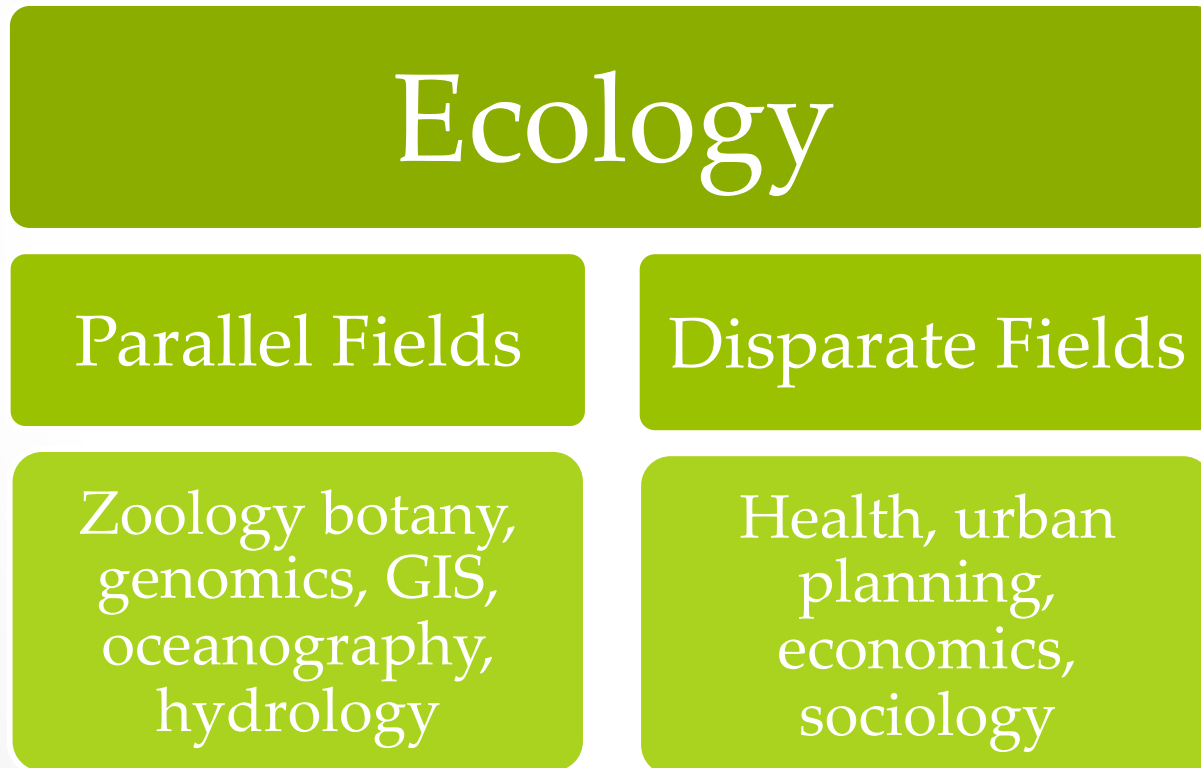 Ecology
Parallel Fields
Disparate Fields
Zoology botany,
genomics, GIS,
oceanography,
hydrology
Health, urban
planning,
economics,
sociology